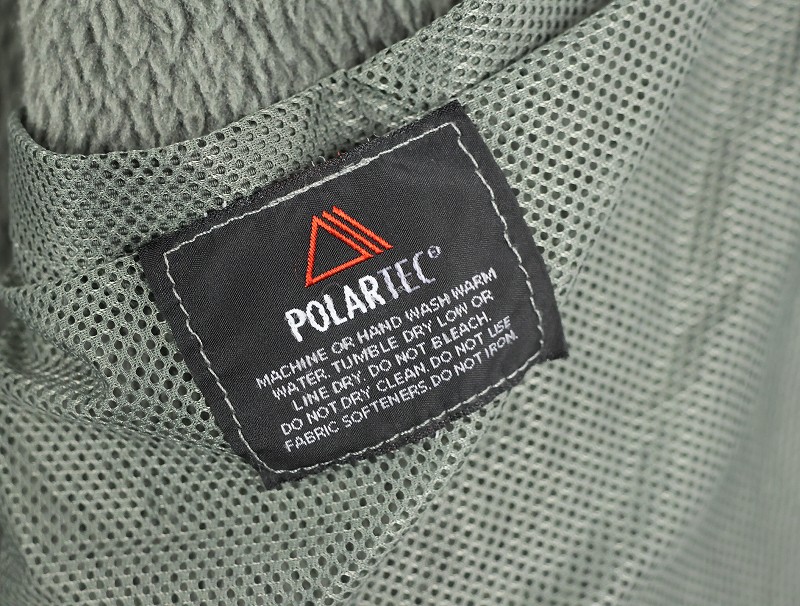 POLARTEC®
MACHINE OR HAND WASH WARM
WATER. TUMBLE DRY LOW OR
LINE DRY. DO NOT BLEACH.
DO NOT DRY CLEAN. DO NOT USE
FABRIC SOFTENERS. DO NOT IRON.